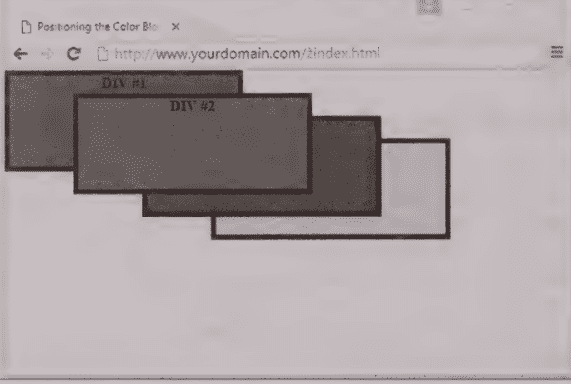 Positioning the Color Blo
http://www.yourdomain.com/2index.html
DIV #1
DIV #2